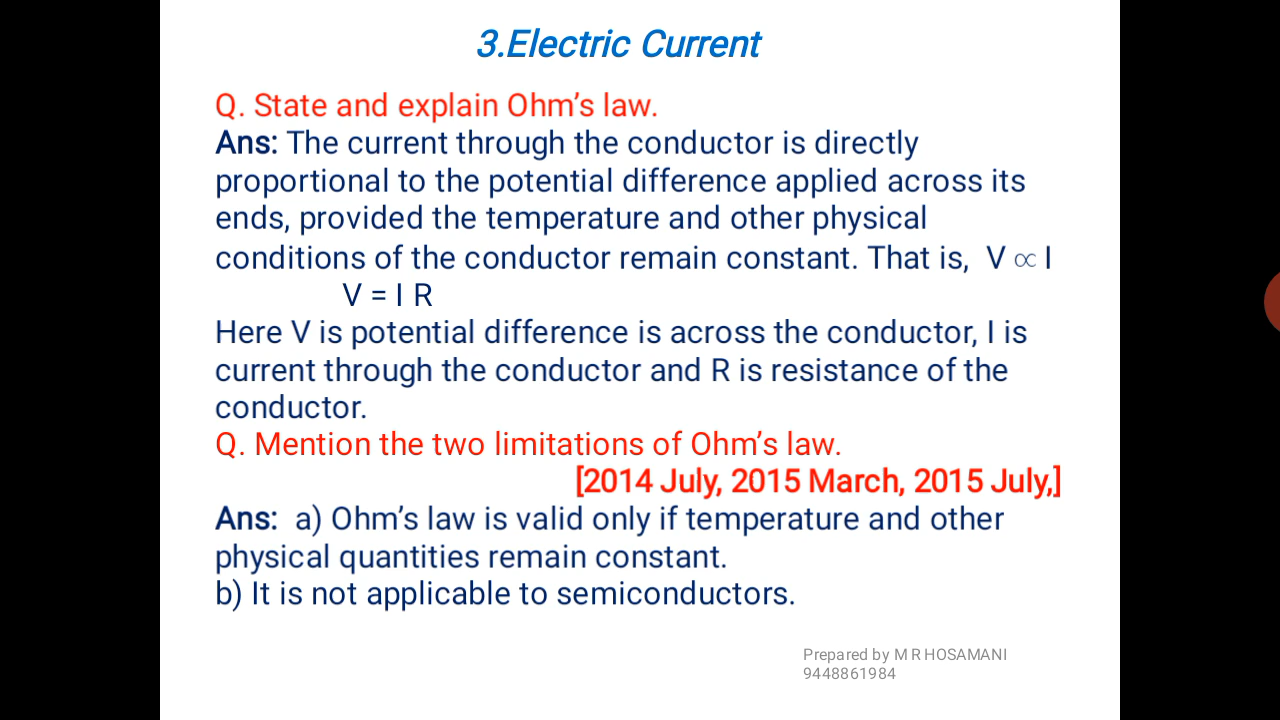 3.Electric Current
Q. State and explain Ohm’s law.
Ans: The current through the conductor is directly
proportional to the potential difference applied across its
ends, provided the temperature and other physical
conditions of the conductor remain constant. That is, V ∝ I
V = I R
Here V is potential difference is across the conductor, I is
current through the conductor and R is resistance of the
conductor.
Q. Mention the two limitations of Ohm’s law.
[2014 July, 2015 March, 2015 July,]
Ans: a) Ohm’s law is valid only if temperature and other
physical quantities remain constant.
b) It is not applicable to semiconductors.
Prepared by M R HOSAMANI
9448861984